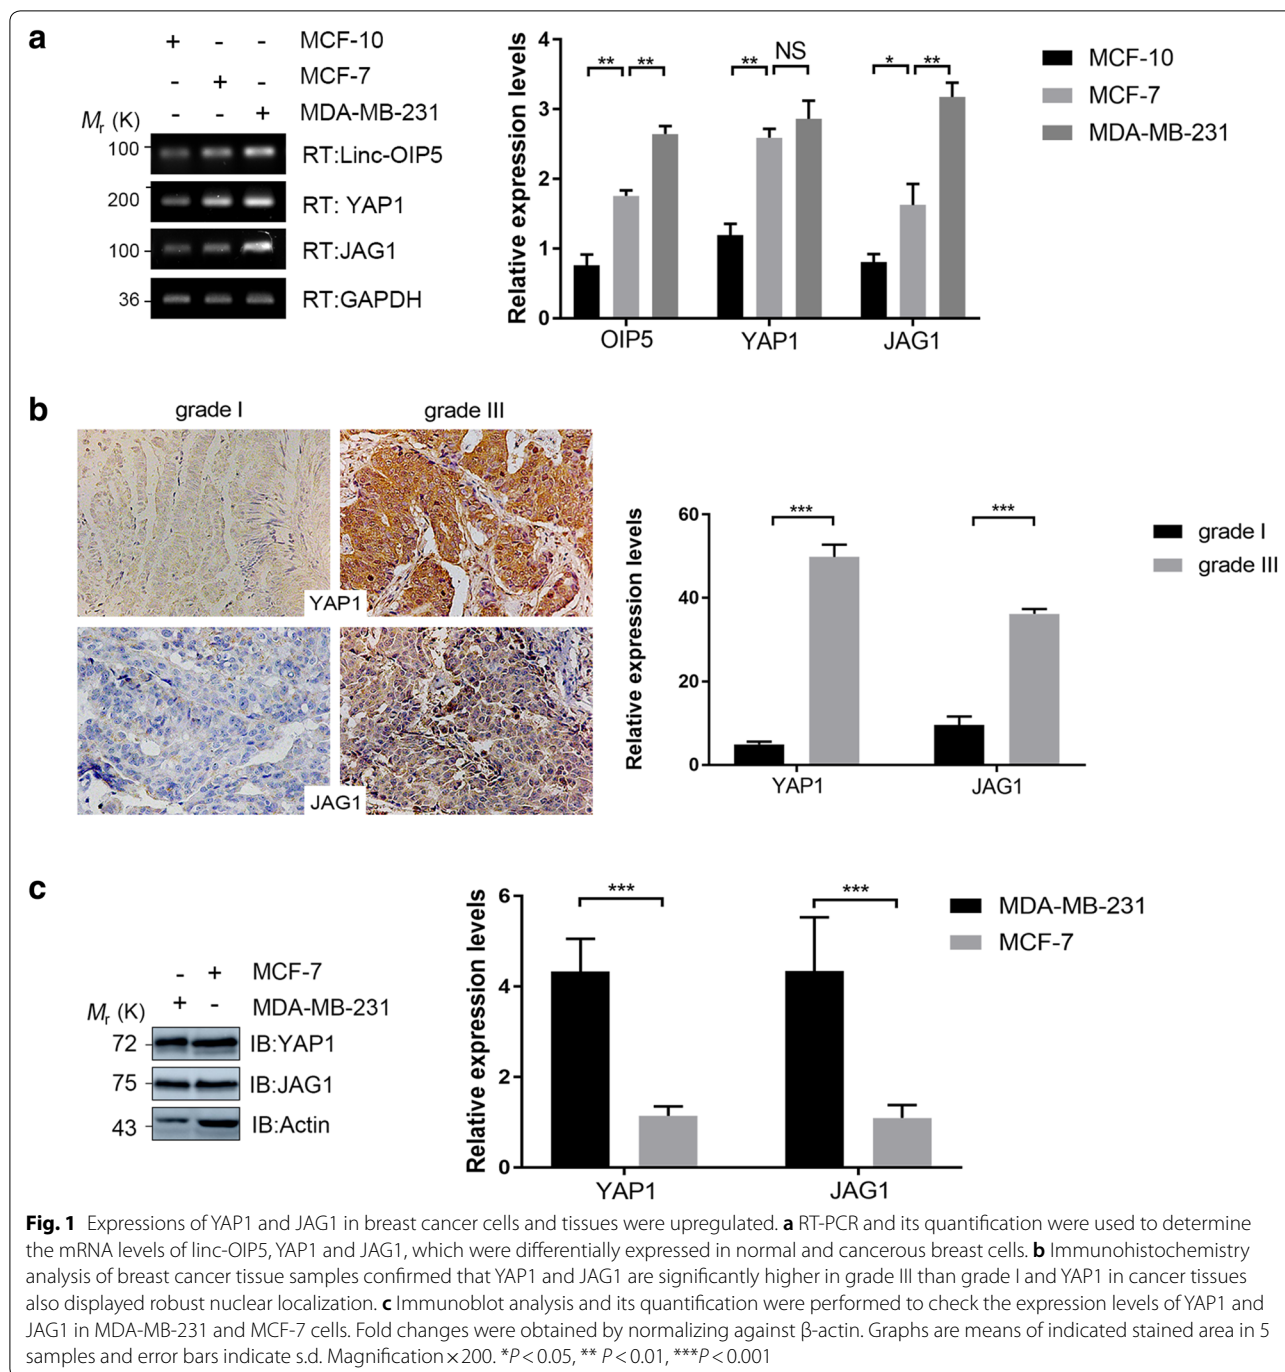 a
+ - - MCF-10
- + - MCF-7
- - + MDA-MB-231
Mr (K)
100 RT:Linc-OIP5
200 RT: YAP1
100 RT:JAG1
36 RT:GAPDH
Relative expression levels
4
3
2
1
0
** ** ** NS * **
OIP5 YAP1 JAG1
MCF-10
MCF-7
MDA-MB-231
b
grade I grade III
YAP1
JAG1
Relative expression levels
60
40
20
0
*** ***
YAP1 JAG1
grade I
grade III
c
- + MCF-7
+ - MDA-MB-231
Mr (K)
72 IB:YAP1
75 IB:JAG1
43 IB:Actin
Relative expression levels
6
4
2
0
*** ***
YAP1 JAG1
MDA-MB-231
MCF-7
Fig. 1 Expressions of YAP1 and JAG1 in breast cancer cells and tissues were upregulated. a RT-PCR and its quantification were used to determine
the mRNA levels of linc-OIP5, YAP1 and JAG1, which were differentially expressed in normal and cancerous breast cells. b Immunohistochemistry
analysis of breast cancer tissue samples confirmed that YAP1 and JAG1 are significantly higher in grade III than grade I and YAP1 in cancer tissues
also displayed robust nuclear localization. c Immunoblot analysis and its quantification were performed to check the expression levels of YAP1 and
JAG1 in MDA-MB-231 and MCF-7 cells. Fold changes were obtained by normalizing against β-actin. Graphs are means of indicated stained area in 5
samples and error bars indicate s.d. Magnification × 200. *P < 0.05, ** P < 0.01, ***P < 0.001